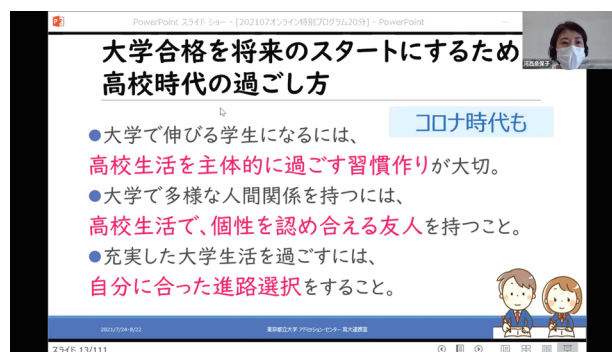 PowerPoint スライド ショー - [202107オンライン特別プログラム20分] - PowerPoint
大学合格を将来のスタートにするため
高校時代の過ごし方
コロナ時代も
●大学で伸びる学生になるには、
高校生活を主体的に過ごす習慣作りが大切。
●大学で多様な人間関係を持つには、
高校生活で、個性を認め合える友人を持つこと。
●充実した大学生活を過ごすには、
自分に合った進路選択をすること。
2021/7/24-8/22
東京都立大学 アドミッション・センター 高大連携室
スライド 13/111